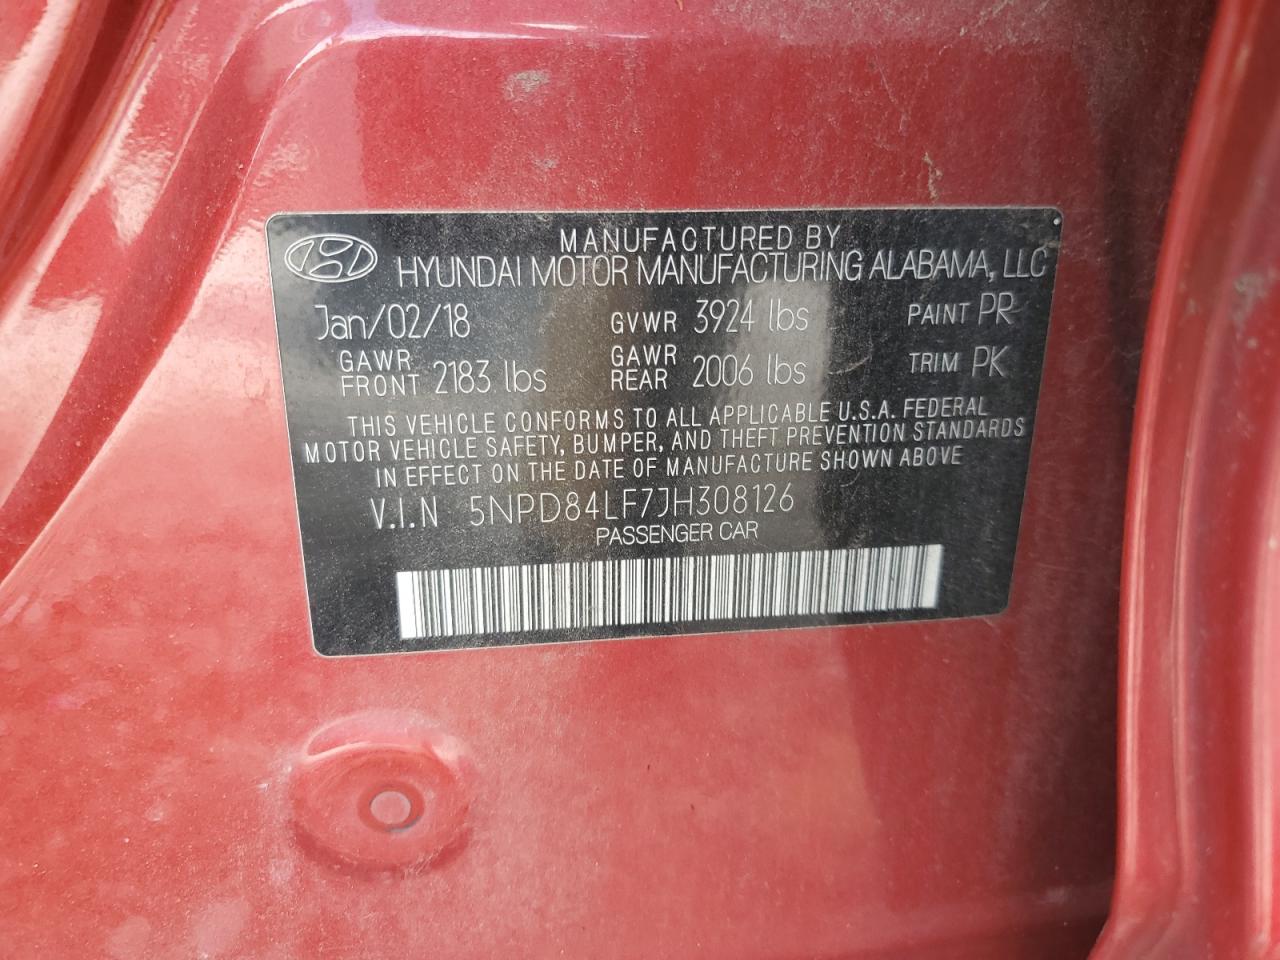 MANUFACTURED BY
HYUNDAI MOTOR MANUFACTURING ALABAMA, LLC
Jan/02/18 GVWR 3924 lbs PAINT PR
GAWR FRONT 2183 lbs GAWR REAR 2006 lbs TRIM PK
THIS VEHICLE CONFORMS TO ALL APPLICABLE U.S.A. FEDERAL
MOTOR VEHICLE SAFETY, BUMPER, AND THEFT PREVENTION STANDARDS
IN EFFECT ON THE DATE OF MANUFACTURE SHOWN ABOVE
V.I.N 5NPD84LF7JH308126
PASSENGER CAR